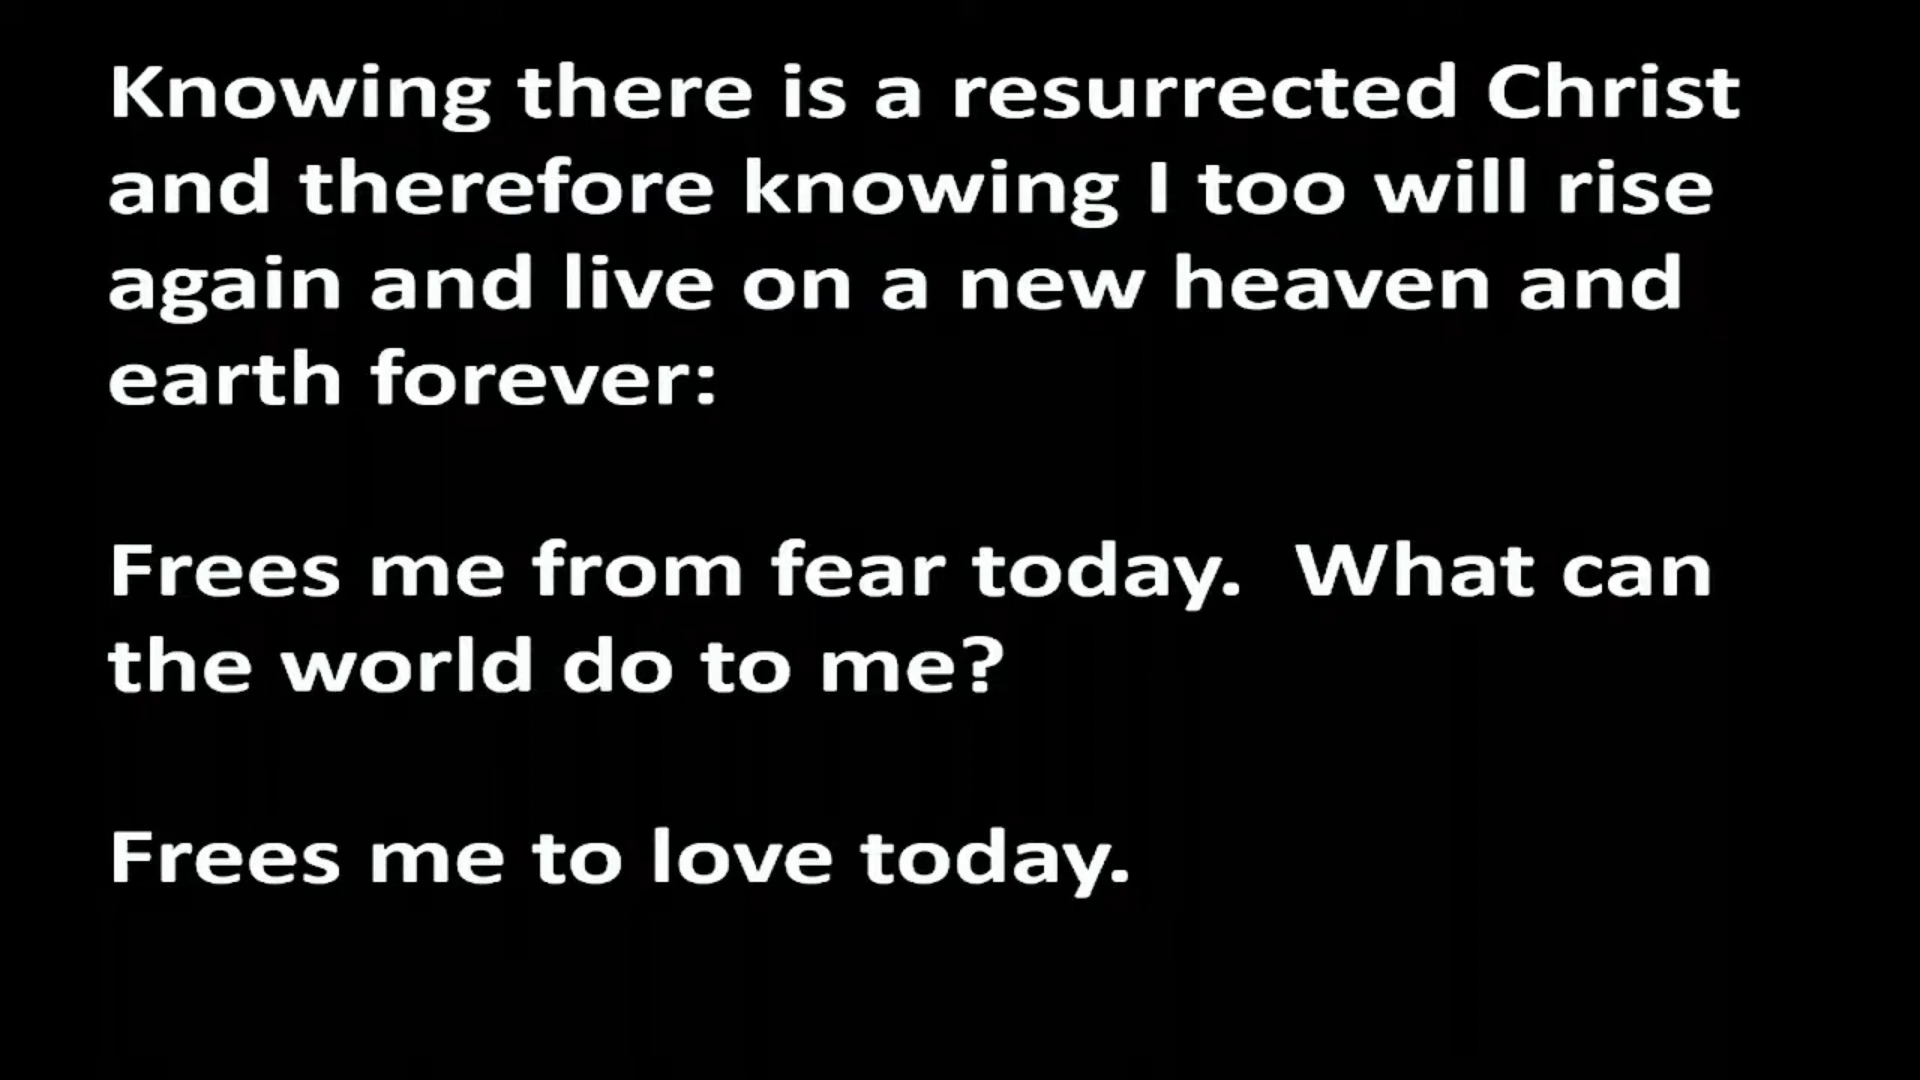 Knowing there is a resurrected Christ
and therefore knowing I too will rise
again and live on a new heaven and
earth forever:
Frees me from fear today.  What can
the world do to me?
Frees me to love today.